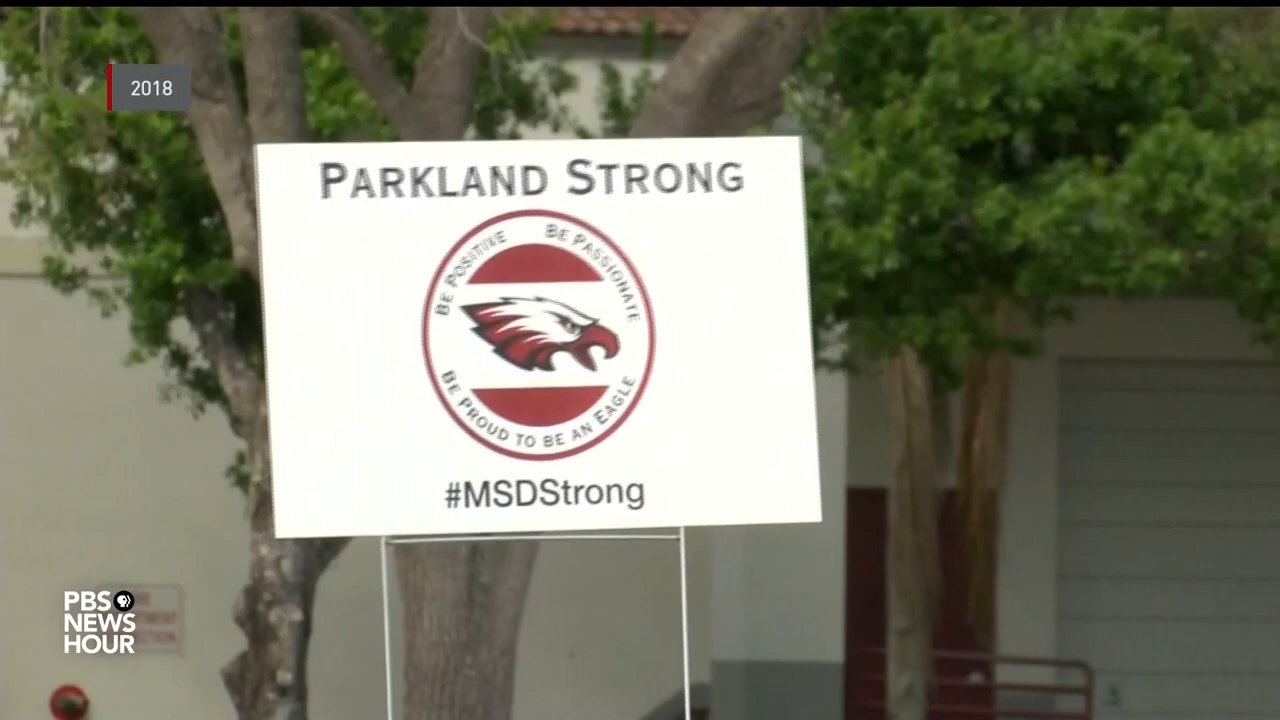 2018
PARKLAND STRONG
BE POSITIVE BE PASSIONATE
BE PROUD TO BE AN EAGLE
#MSDStrong
PBS
NEWS
HOUR